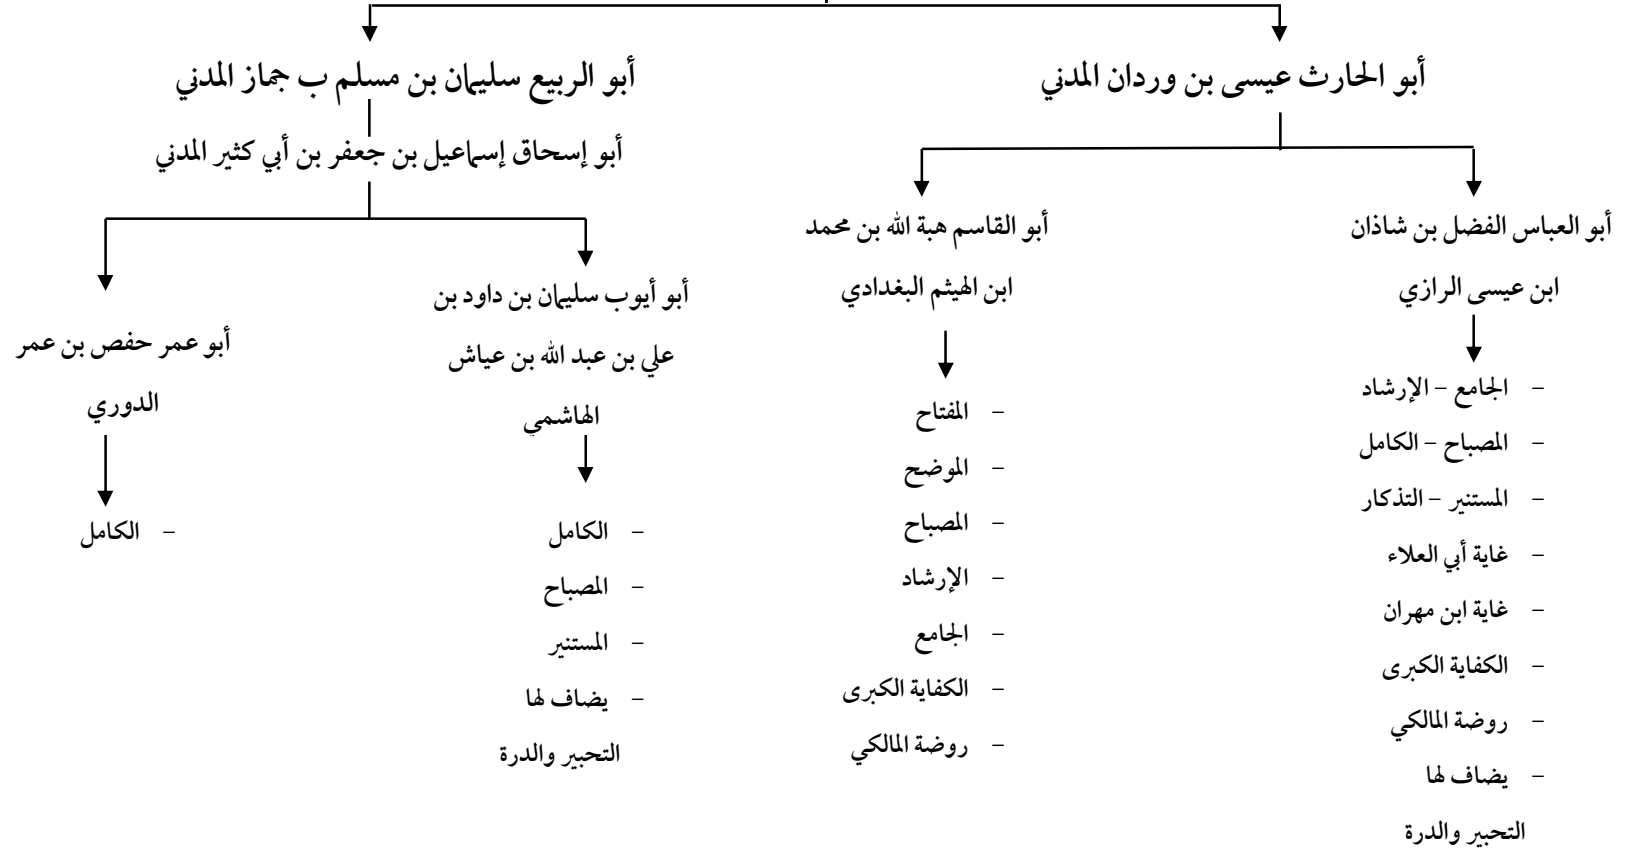 أبو الحارث عيسى بن وردان المدني
أبو الربيع سليمان بن مسلم ب جماز المدني
أبو إسحاق إسماعيل بن جعفر بن أبي كثير المدني
أبو العباس الفضل بن شاذان
ابن عيسى الرازي
- الجامع – الإرشاد
- المصباح – الكامل
- المستنير – التذكار
- غاية أبي العلاء
- غاية ابن مهران
- الكفاية الكبرى
- روضة المالكي
- يضاف لها
التحبير والدرة
أبو القاسم هبة الله بن محمد
ابن الهيثم البغدادي
- المفتاح
- الموضح
- المصباح
- الإرشاد
- الجامع
- الكفاية الكبرى
- روضة المالكي
أبو أيوب سليمان بن داود بن
علي بن عبد الله بن عياش
الهاشمي
- الكامل
- المصباح
- المستنير
- يضاف لها
التحبير والدرة
أبو عمر حفص بن عمر
الدوري
- الكامل